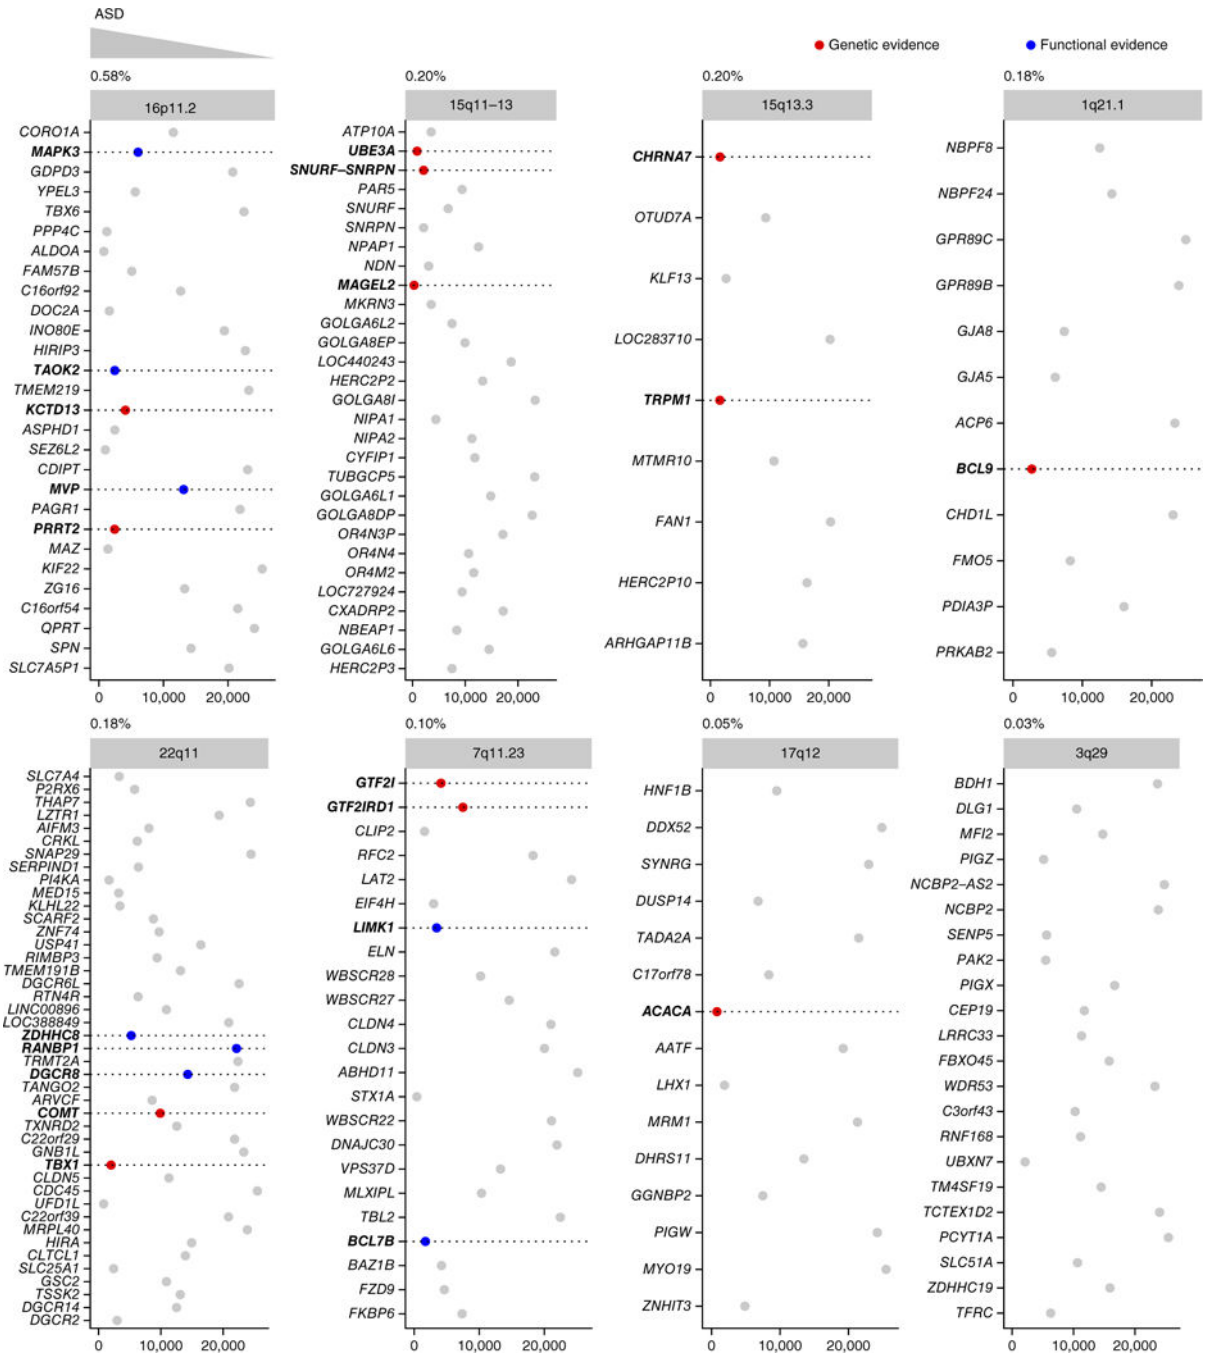 ASD
Genetic evidence
Functional evidence
0.58%
16p11.2
CORO1A
MAPK3
GDPD3
YPEL3
TBX6
PPP4C
ALDOA
FAM57B
C16orf92
DOC2A
INO80E
HIRIP3
TAOK2
TMEM219
KCTD13
ASPHD1
SEZ6L2
CDIPT
MVP
PAGR1
PRRT2
MAZ
KIF22
ZG16
C16orf54
QPRT
SPN
SLC7A5P1
0 10,000 20,000
0.20%
15q11–13
ATP10A
UBE3A
SNURF–SNRPN
PAR5
SNURF
SNRPN
NPAP1
NDN
MAGEL2
MKRN3
GOLGA6L2
GOLGA8EP
LOC440243
HERC2P2
GOLGA8I
NIPA1
NIPA2
CYFIP1
TUBGCP5
GOLGA6L1
GOLGA8DP
OR4N3P
OR4N4
OR4M2
LOC727924
CXADRP2
NBEAP1
GOLGA6L6
HERC2P3
0 10,000 20,000
0.20%
15q13.3
CHRNA7
OTUD7A
KLF13
LOC283710
TRPM1
MTMR10
FAN1
HERC2P10
ARHGAP11B
0 10,000 20,000
0.18%
1q21.1
NBPF8
NBPF24
GPR89C
GPR89B
GJA8
GJA5
ACP6
BCL9
CHD1L
FMO5
PDIA3P
PRKAB2
0 10,000 20,000
0.18%
22q11
SLC7A4
P2RX6
THAP7
LZTR1
AIFM3
CRKL
SNAP29
SERPIND1
PI4KA
MED15
KLHL22
SCARF2
ZNF74
USP41
RIMBP3
TMEM191B
DGCR6L
RTN4R
LINC00896
LOC388849
ZDHHC8
RANBP1
TRMT2A
DGCR8
TANGO2
ARVCF
COMT
TXNRD2
C22orf29
GNB1L
TBX1
CLDN5
CDC45
UFD1L
C22orf39
MRPL40
HIRA
CLTCL1
SLC25A1
GSC2
TSSK2
DGCR14
DGCR2
0 10,000 20,000
0.10%
7q11.23
GTF2I
GTF2IRD1
CLIP2
RFC2
LAT2
EIF4H
LIMK1
ELN
WBSCR28
WBSCR27
CLDN4
CLDN3
ABHD11
STX1A
WBSCR22
DNAJC30
VPS37D
MLXIPL
TBL2
BCL7B
BAZ1B
FZD9
FKBP6
0 10,000 20,000
0.05%
17q12
HNF1B
DDX52
SYNRG
DUSP14
TADA2A
C17orf78
ACACA
AATF
LHX1
MRM1
DHRS11
GGNBP2
PIGW
MYO19
ZNHIT3
0 10,000 20,000
0.03%
3q29
BDH1
DLG1
MFI2
PIGZ
NCBP2–AS2
NCBP2
SENP5
PAK2
PIGX
CEP19
LRRC33
FBXO45
WDR53
C3orf43
RNF168
UBXN7
TM4SF19
TCTEX1D2
PCYT1A
SLC51A
ZDHHC19
TFRC
0 10,000 20,000